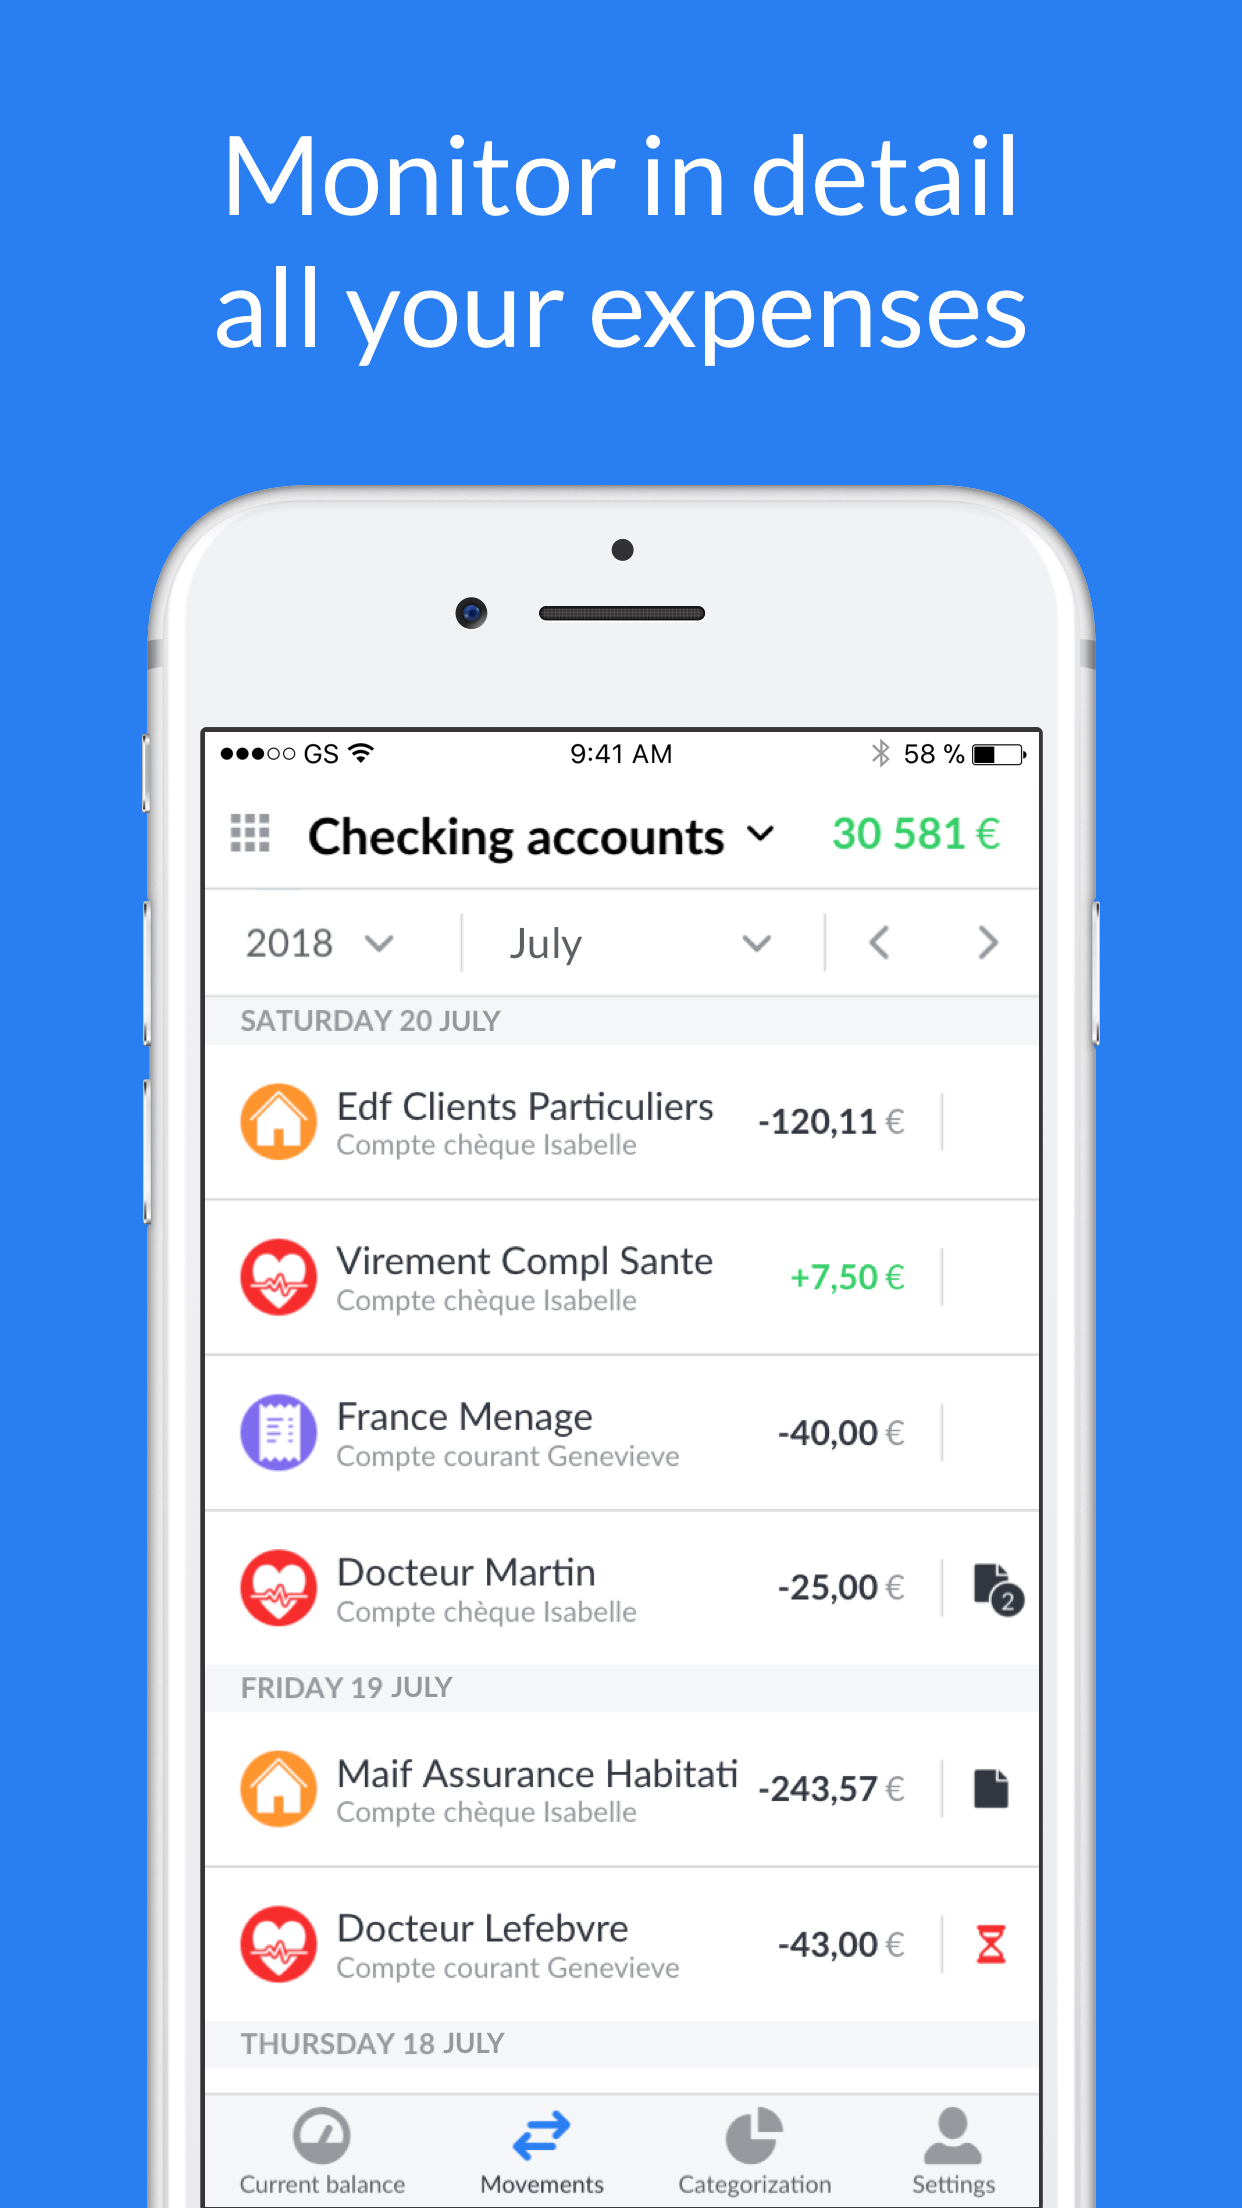 Monitor in detail
all your expenses
GS 9:41 AM 58 %
Checking accounts 30 581 €
2018 July
SATURDAY 20 JULY
Edf Clients Particuliers -120,11 €
Compte chèque Isabelle
Virement Compl Sante +7,50 €
Compte chèque Isabelle
France Menage -40,00 €
Compte courant Genevieve
Docteur Martin -25,00 € 2
Compte chèque Isabelle
FRIDAY 19 JULY
Maif Assurance Habitati -243,57 €
Compte chèque Isabelle
Docteur Lefebvre -43,00 €
Compte courant Genevieve
THURSDAY 18 JULY
Current balance Movements Categorization Settings